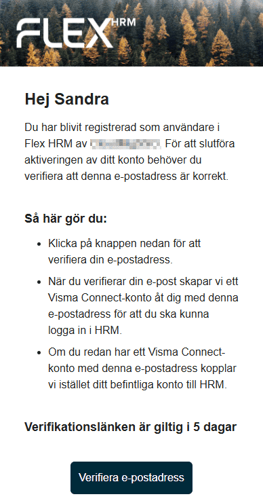 FLEX HRM
Hej Sandra
Du har blivit registrerad som användare i
Flex HRM av . För att slutföra
aktiveringen av ditt konto behöver du
verifiera att denna e-postadress är korrekt.
Så här gör du:
Klicka på knappen nedan för att
verifiera din e-postadress.
När du verifierar din e-post skapar vi ett
Visma Connect-konto åt dig med denna
e-postadress för att du ska kunna
logga in i HRM.
Om du redan har ett Visma Connect-
konto med denna e-postadress kopplar
vi istället ditt befintliga konto till HRM.
Verifikationslänken är giltig i 5 dagar
Verifiera e-postadress